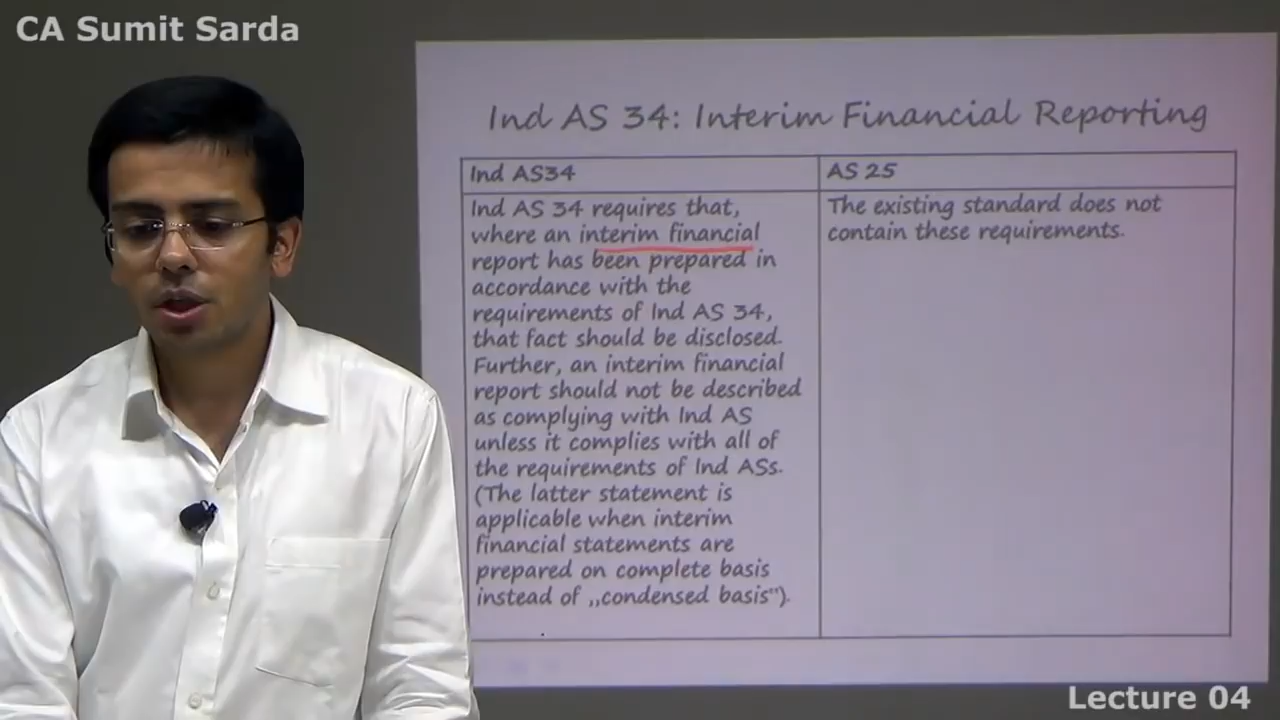 CA Sumit Sarda
Ind AS 34: Interim Financial Reporting
Ind AS34
AS 25
Ind AS 34 requires that,
where an interim financial
report has been prepared in
accordance with the
requirements of Ind AS 34,
that fact should be disclosed.
Further, an interim financial
report should not be described
as complying with Ind AS
unless it complies with all of
the requirements of Ind ASs.
(The latter statement is
applicable when interim
financial statements are
prepared on complete basis
instead of „condensed basis‟).
The existing standard does not
contain these requirements.
Lecture 04